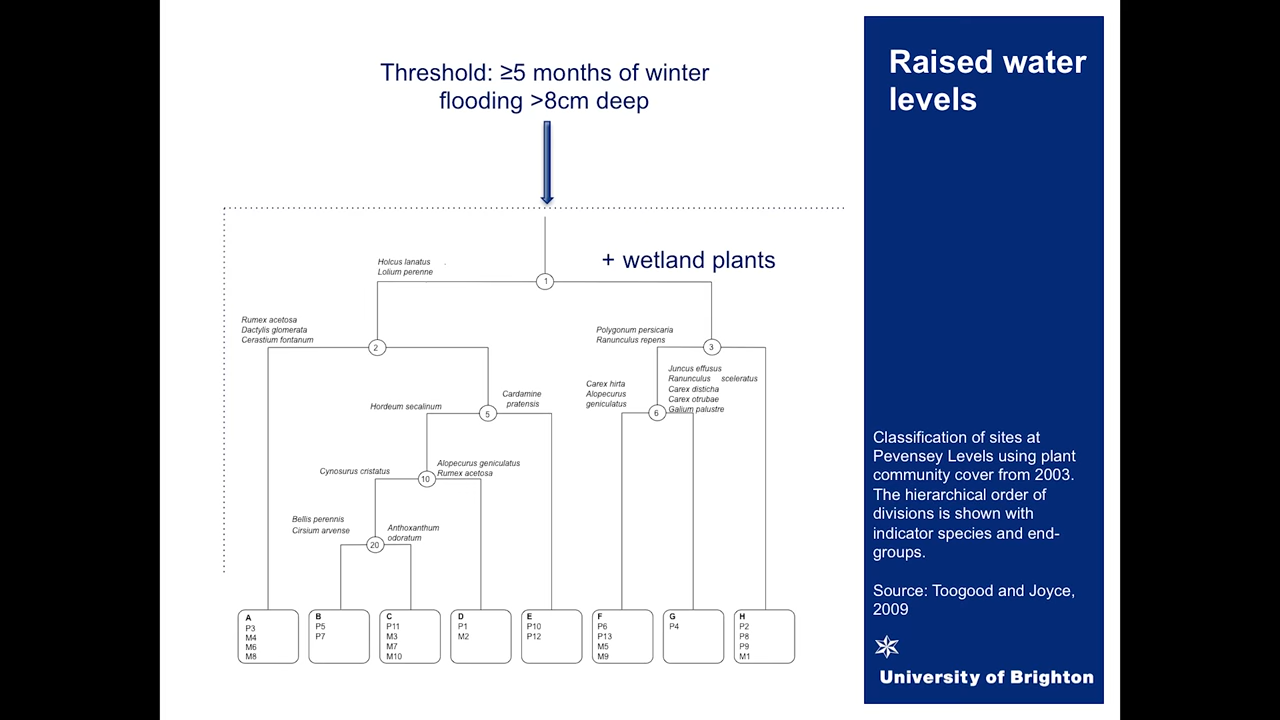 Threshold: ≥5 months of winter
flooding >8cm deep
Raised water
levels
+ wetland plants
Holcus lanatus
Lolium perenne
1
Rumex acetosa
Dactylis glomerata
Cerastium fontanum
2
Polygonum persicaria
Ranunculus repens
3
Juncus effusus
Ranunculus sceleratus
Carex disticha
Carex otrubae
Galium palustre
Carex hirta
Alopecurus
geniculatus
6
Hordeum secalinum
Cardamine
pratensis
5
Cynosurus cristatus
Alopecurus geniculatus
Rumex acetosa
10
Bellis perennis
Cirsium arvense
Anthoxanthum
odoratum
20
A
P3
M4
M6
M8
B
P5
P7
C
P11
M3
M7
M10
D
P1
M2
E
P10
P12
F
P6
P13
M5
M9
G
P4
H
P2
P8
P9
M1
Classification of sites at
Pevensey Levels using plant
community cover from 2003.
The hierarchical order of
divisions is shown with
indicator species and end-
groups.
Source: Toogood and Joyce,
2009
University of Brighton